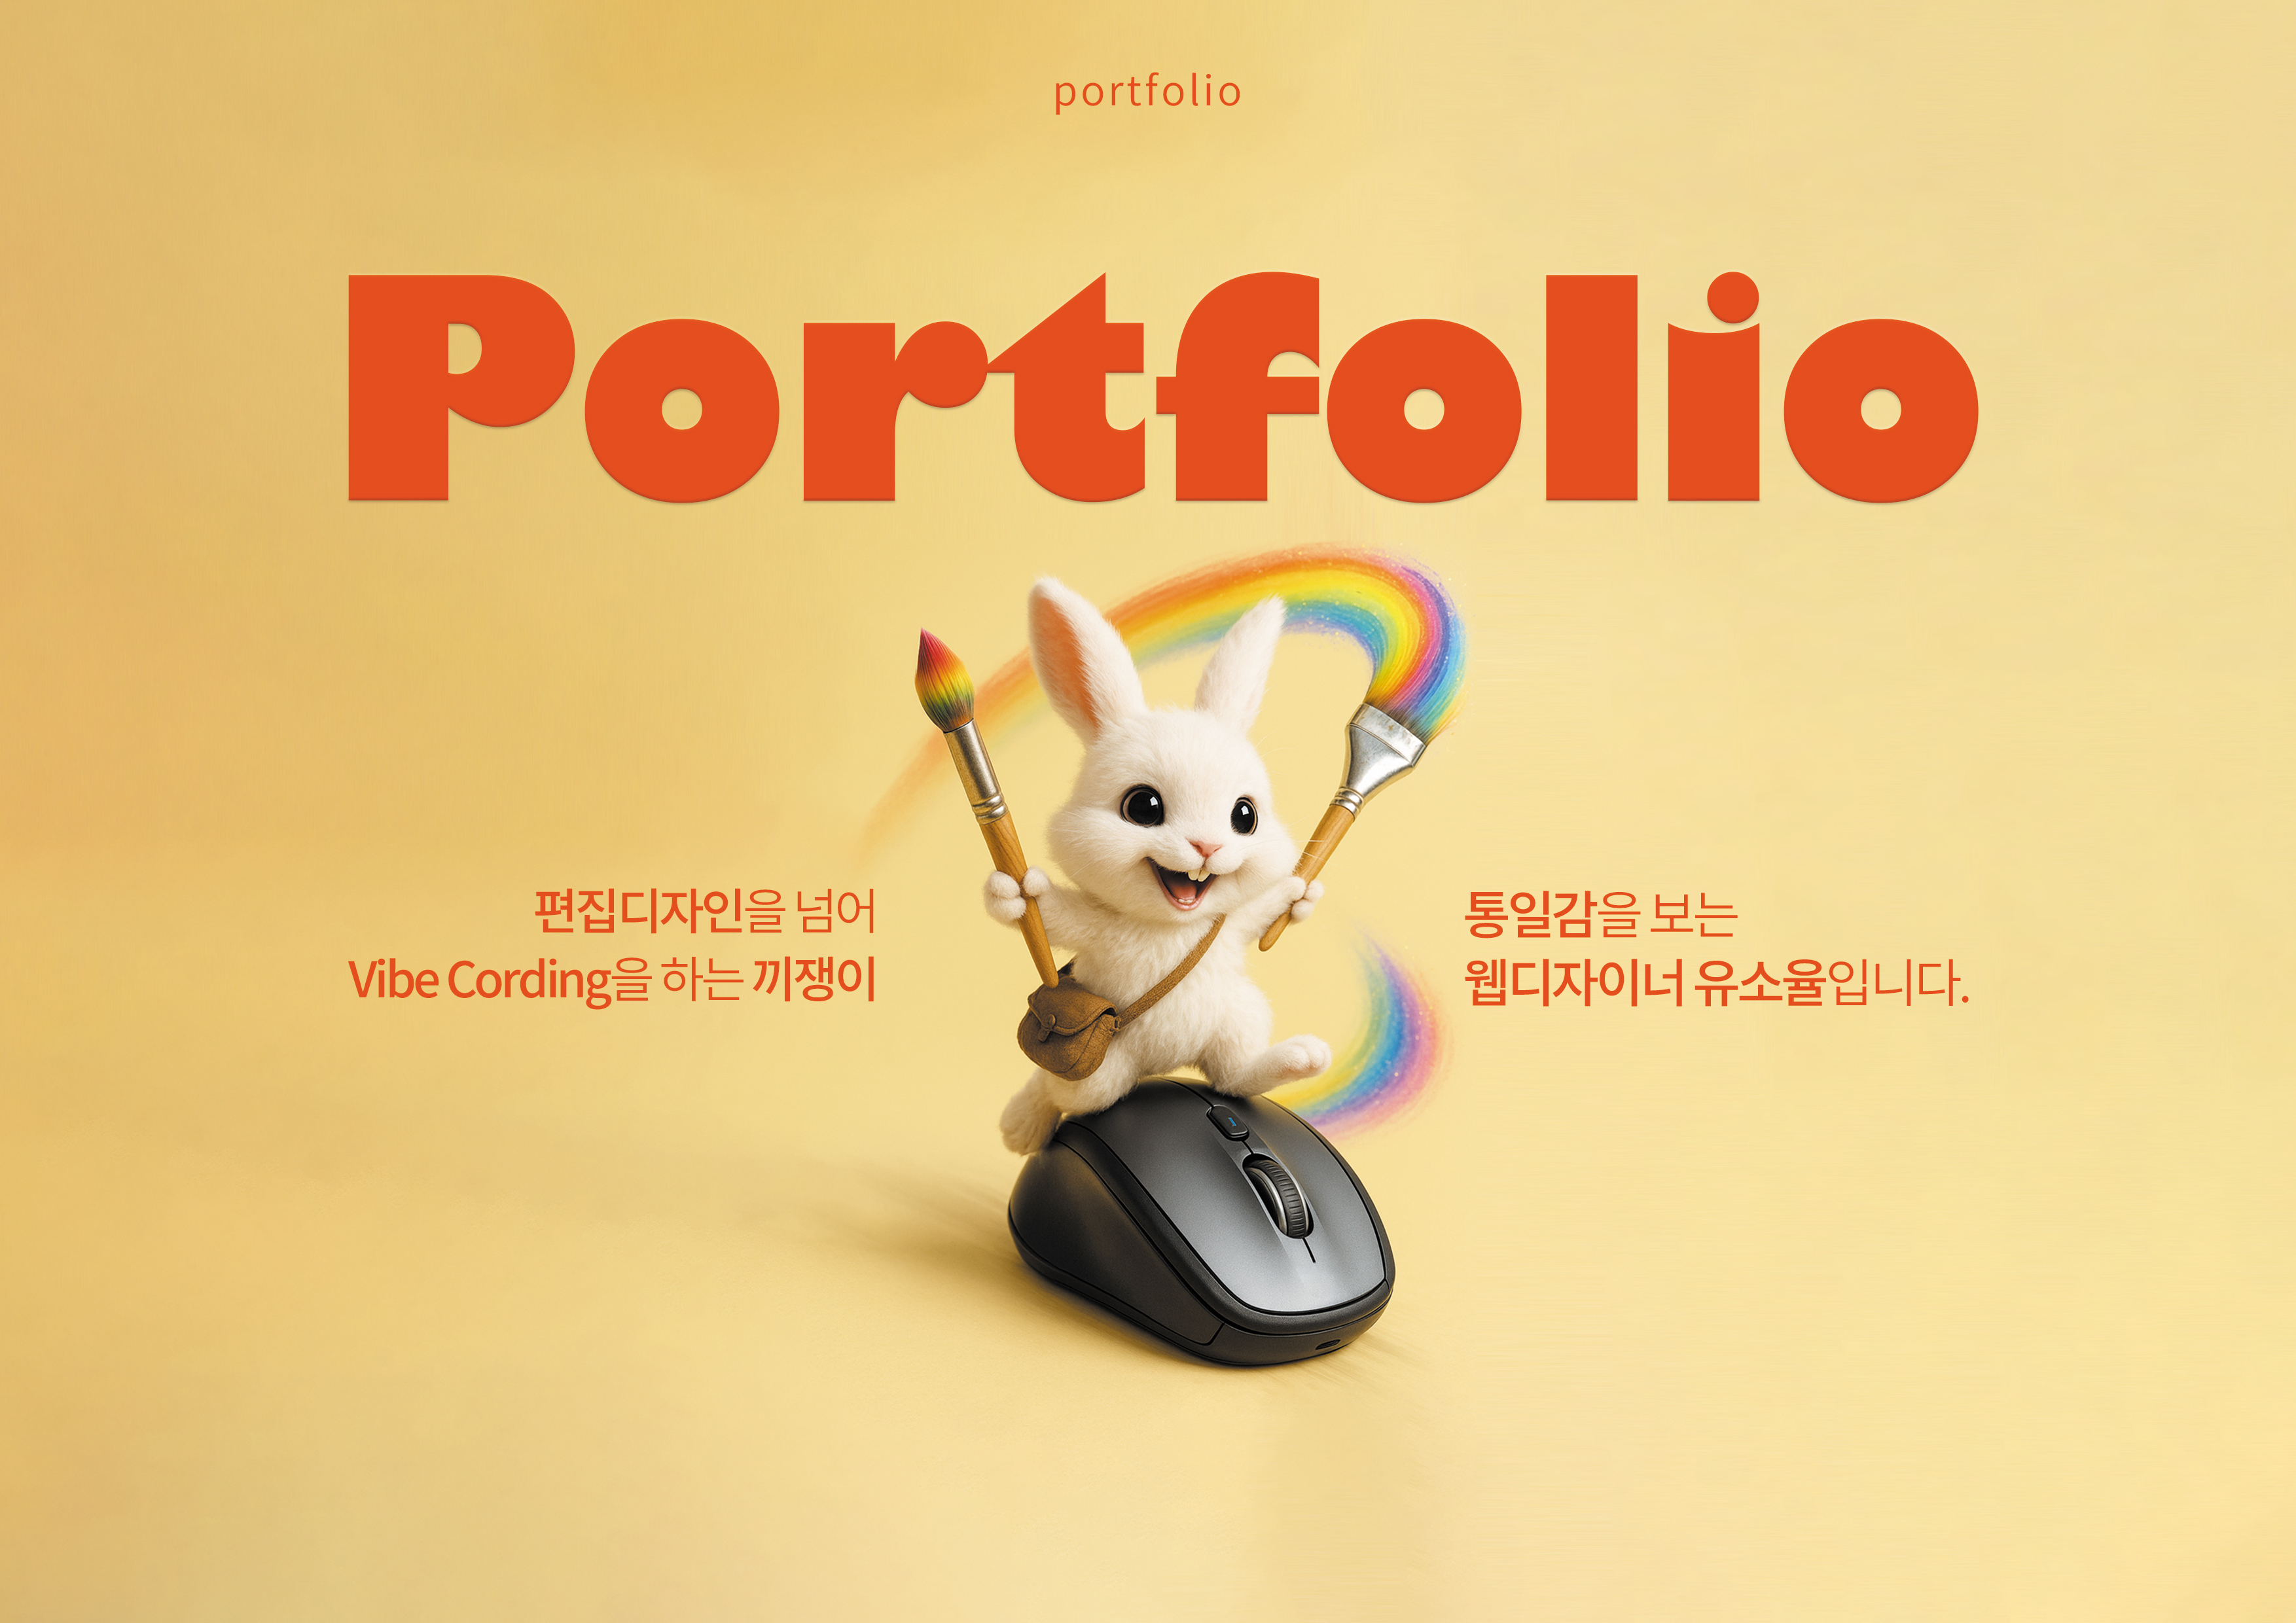 portfolio
Portfolio
편집디자인을 넘어
Vibe Cording을 하는 끼쟁이
통일감을 보는
웹디자이너 유소율입니다.